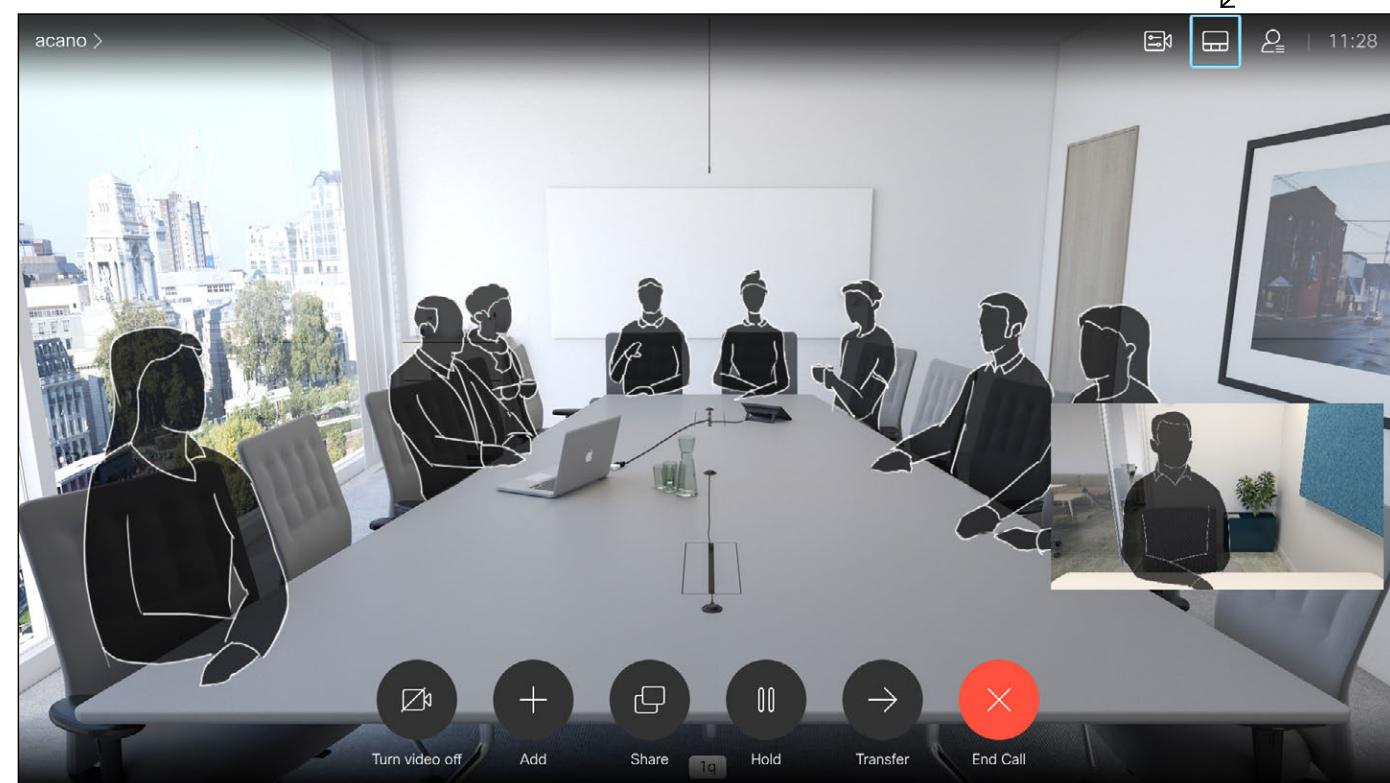 acano >
11:28
Turn video off
Add
Share
Hold
Transfer
End Call
1q